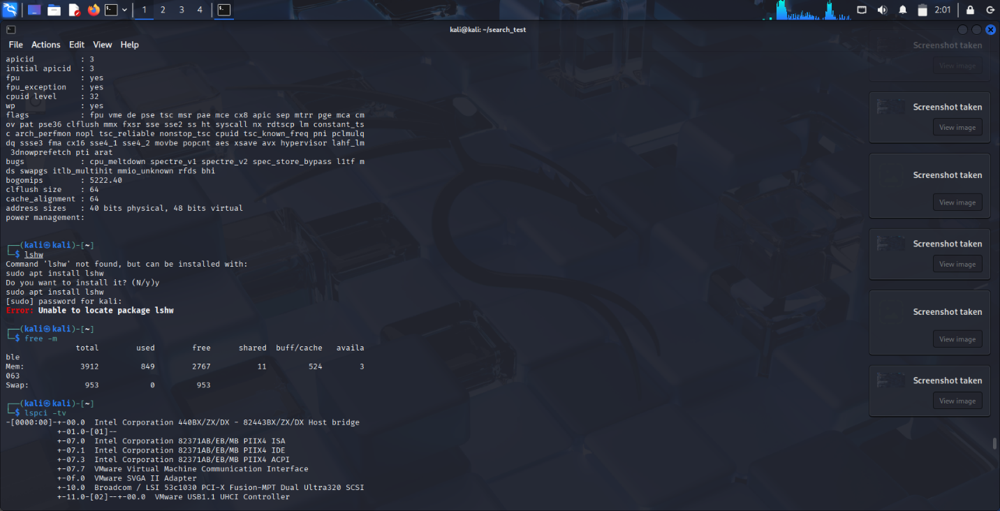 1 2 3 4 2:01
kali@kali: ~/search_test
File Actions Edit View Help
apicid : 3
initial apicid : 3
fpu : yes
fpu_exception : yes
cpuid level : 32
wp : yes
flags : fpu vme de pse tsc msr pae mce cx8 apic sep mtrr pge mca cm
ov pat pse36 clflush mmx fxsr sse sse2 ss ht syscall nx rdtscp lm constant_ts
c arch_perfmon nopl tsc_reliable nonstop_tsc cpuid tsc_known_freq pni pclmulq
dq ssse3 fma cx16 sse4_1 sse4_2 movbe popcnt aes xsave avx hypervisor lahf_lm
3dnowprefetch pti arat
bugs : cpu_meltdown spectre_v1 spectre_v2 spec_store_bypass l1tf m
ds swapgs itlb_multihit mmio_unknown rfds bhi
bogomips : 5222.40
clflush size : 64
cache_alignment : 64
address sizes : 40 bits physical, 48 bits virtual
power management:
┌──(kali㉿kali)-[~]
└─$ lshw
Command 'lshw' not found, but can be installed with:
sudo apt install lshw
Do you want to install it? (N/y)y
sudo apt install lshw
[sudo] password for kali:
Error: Unable to locate package lshw
┌──(kali㉿kali)-[~]
└─$ free -m
total used free shared buff/cache availa
ble
Mem: 3912 849 2767 11 524 3
063
Swap: 953 0 953
┌──(kali㉿kali)-[~]
└─$ lspci -tv
-[0000:00]-+-00.0 Intel Corporation 440BX/ZX/DX - 82443BX/ZX/DX Host bridge
+-01.0-[01]--
+-07.0 Intel Corporation 82371AB/EB/MB PIIX4 ISA
+-07.1 Intel Corporation 82371AB/EB/MB PIIX4 IDE
+-07.3 Intel Corporation 82371AB/EB/MB PIIX4 ACPI
+-07.7 VMware Virtual Machine Communication Interface
+-0f.0 VMware SVGA II Adapter
+-10.0 Broadcom / LSI 53c1030 PCI-X Fusion-MPT Dual Ultra320 SCSI
+-11.0-[02]--+-00.0 VMware USB1.1 UHCI Controller
Screenshot taken
View image
Screenshot taken
View image
Screenshot taken
View image
Screenshot taken
View image
Screenshot taken
View image
Screenshot taken
View image